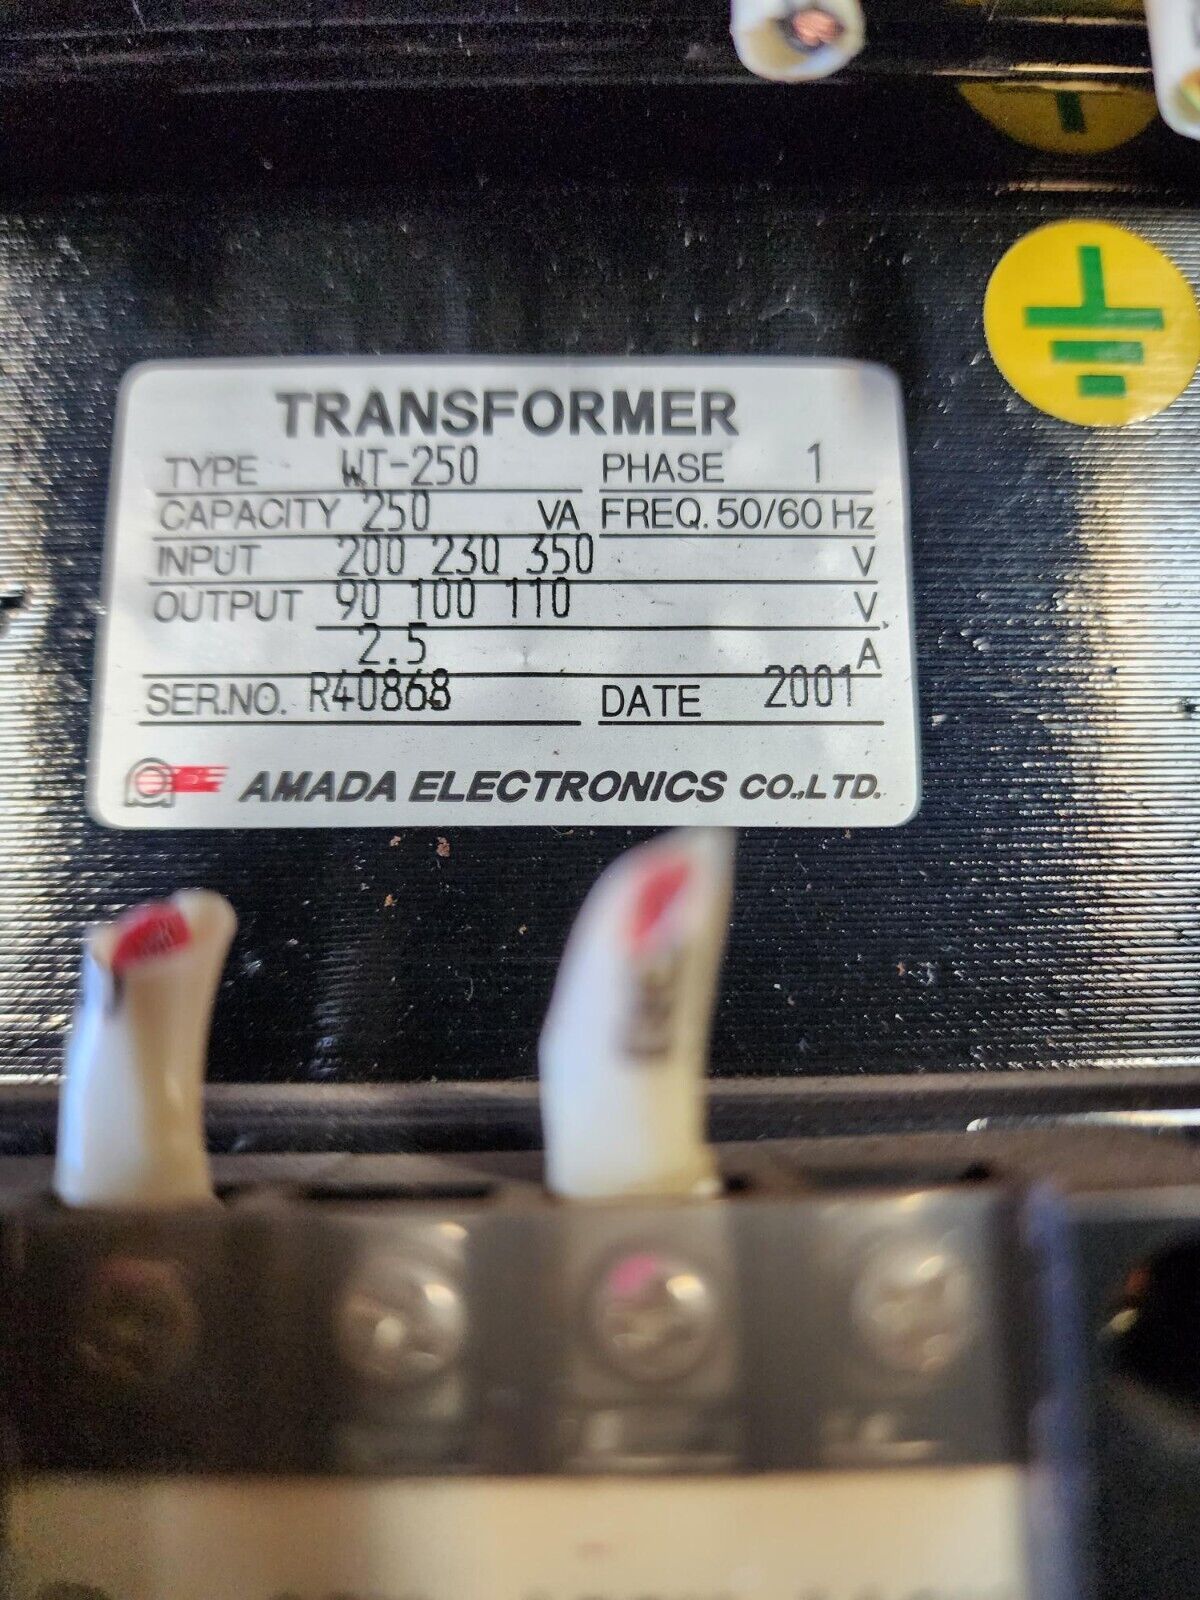 TRANSFORMER
TYPE WT-250 PHASE 1
CAPACITY 250 VA FREQ. 50/60 Hz
INPUT 200 230 350 V
OUTPUT 90 100 110 V
2.5 A
SER.NO. R40868 DATE 2001
AMADA ELECTRONICS CO.,LTD.